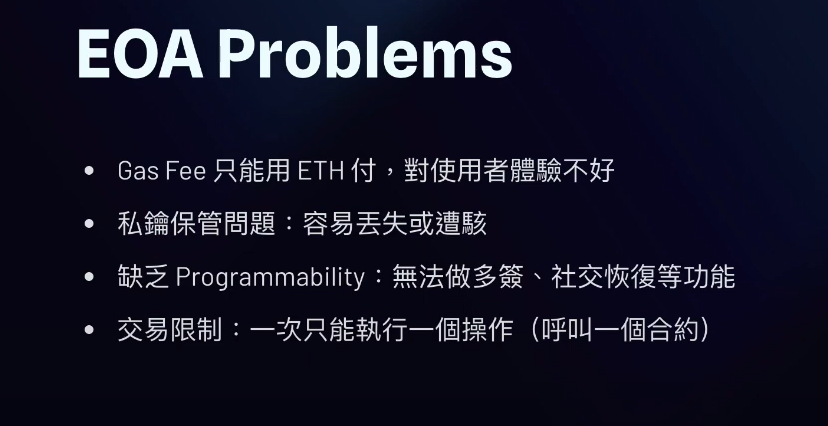 EOA Problems
• Gas Fee 只能用 ETH 付，對使用者體驗不好
• 私鑰保管問題：容易丟失或遭駭
• 缺乏 Programmability：無法做多簽、社交恢復等功能
• 交易限制：一次只能執行一個操作（呼叫一個合約）